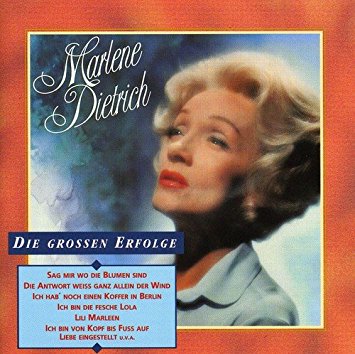 Marlene
Dietrich
DIE GROSSEN ERFOLGE
SAG MIR WO DIE BLUMEN SIND
DIE ANTWORT WEISS GANZ ALLEIN DER WIND
ICH HAB' NOCH EINEN KOFFER IN BERLIN
ICH BIN DIE FESCHE LOLA
LILI MARLEEN
ICH BIN VON KOPF BIS FUSS AUF
LIEBE EINGESTELLT U.V.A.